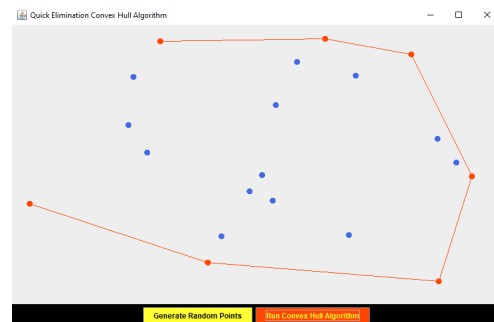 Quick Elimination Convex Hull Algorithm
Generate Random Points Run Convex Hull Algorithm